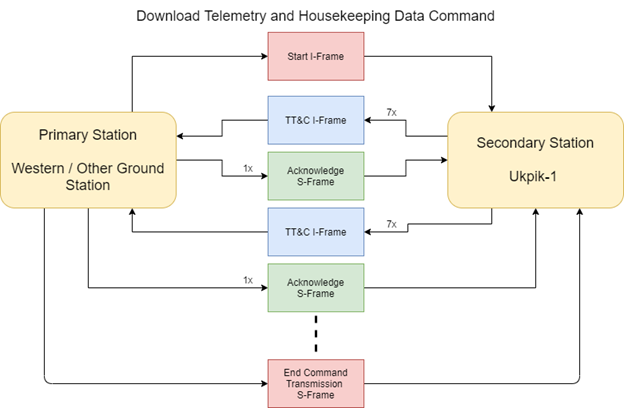 Download Telemetry and Housekeeping Data Command
Start I-Frame
TT&C I-Frame
7x
Primary Station
Western / Other Ground
Station
Secondary Station
Ukpik-1
1x
Acknowledge
S-Frame
TT&C I-Frame
7x
1x
Acknowledge
S-Frame
End Command
Transmission
S-Frame